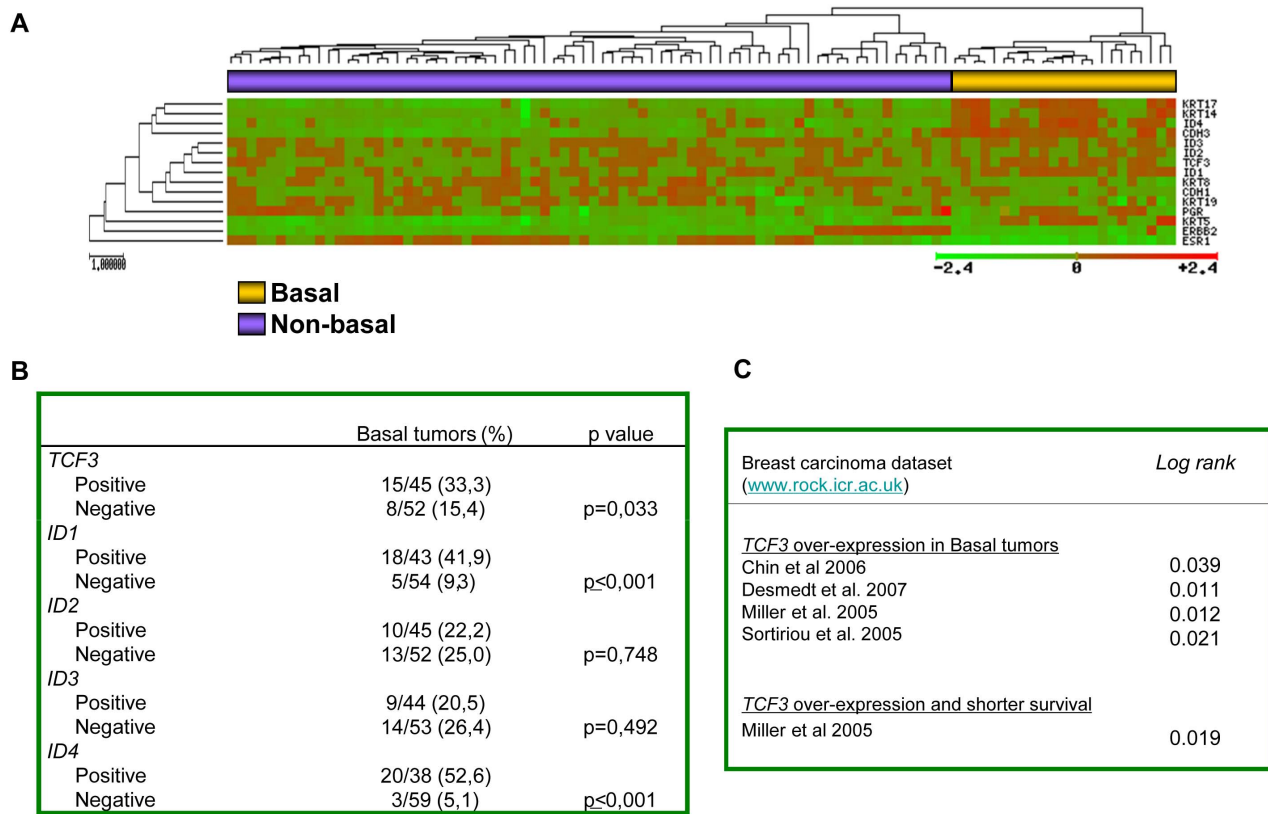 A
KRT17
KRT14
ID4
CDH3
ID3
ID2
TCF3
ID1
KRT8
CDH1
KRT19
PGR
KRT5
ERBB2
ESR1
1,000000
-2.4 0 +2.4
Basal
Non-basal
B
Basal tumors (%) p value
TCF3
Positive 15/45 (33,3)
Negative 8/52 (15,4) p=0,033
ID1
Positive 18/43 (41,9)
Negative 5/54 (9,3) p≤0,001
ID2
Positive 10/45 (22,2)
Negative 13/52 (25,0) p=0,748
ID3
Positive 9/44 (20,5)
Negative 14/53 (26,4) p=0,492
ID4
Positive 20/38 (52,6)
Negative 3/59 (5,1) p≤0,001
C
Breast carcinoma dataset Log rank
(www.rock.icr.ac.uk)
TCF3 over-expression in Basal tumors
Chin et al 2006 0.039
Desmedt et al. 2007 0.011
Miller et al. 2005 0.012
Sortiriou et al. 2005 0.021
TCF3 over-expression and shorter survival
Miller et al 2005 0.019